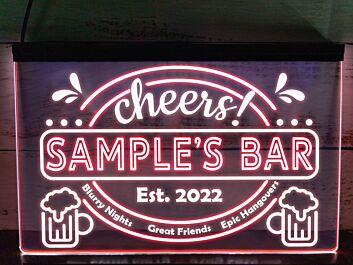 cheers!
SAMPLE'S BAR
Est. 2022
Blurry Nights Great Friends Epic Hangovers